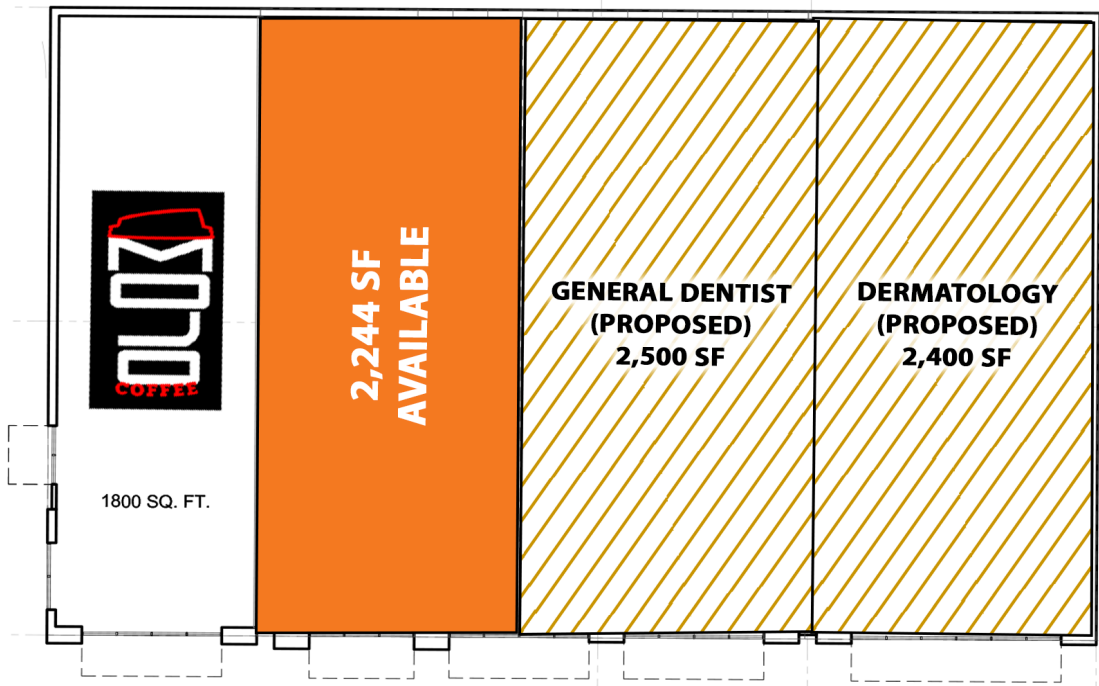 MOJO
COFFEE
1800 SQ. FT.
2,244 SF
AVAILABLE
GENERAL DENTIST
(PROPOSED)
2,500 SF
DERMATOLOGY
(PROPOSED)
2,400 SF